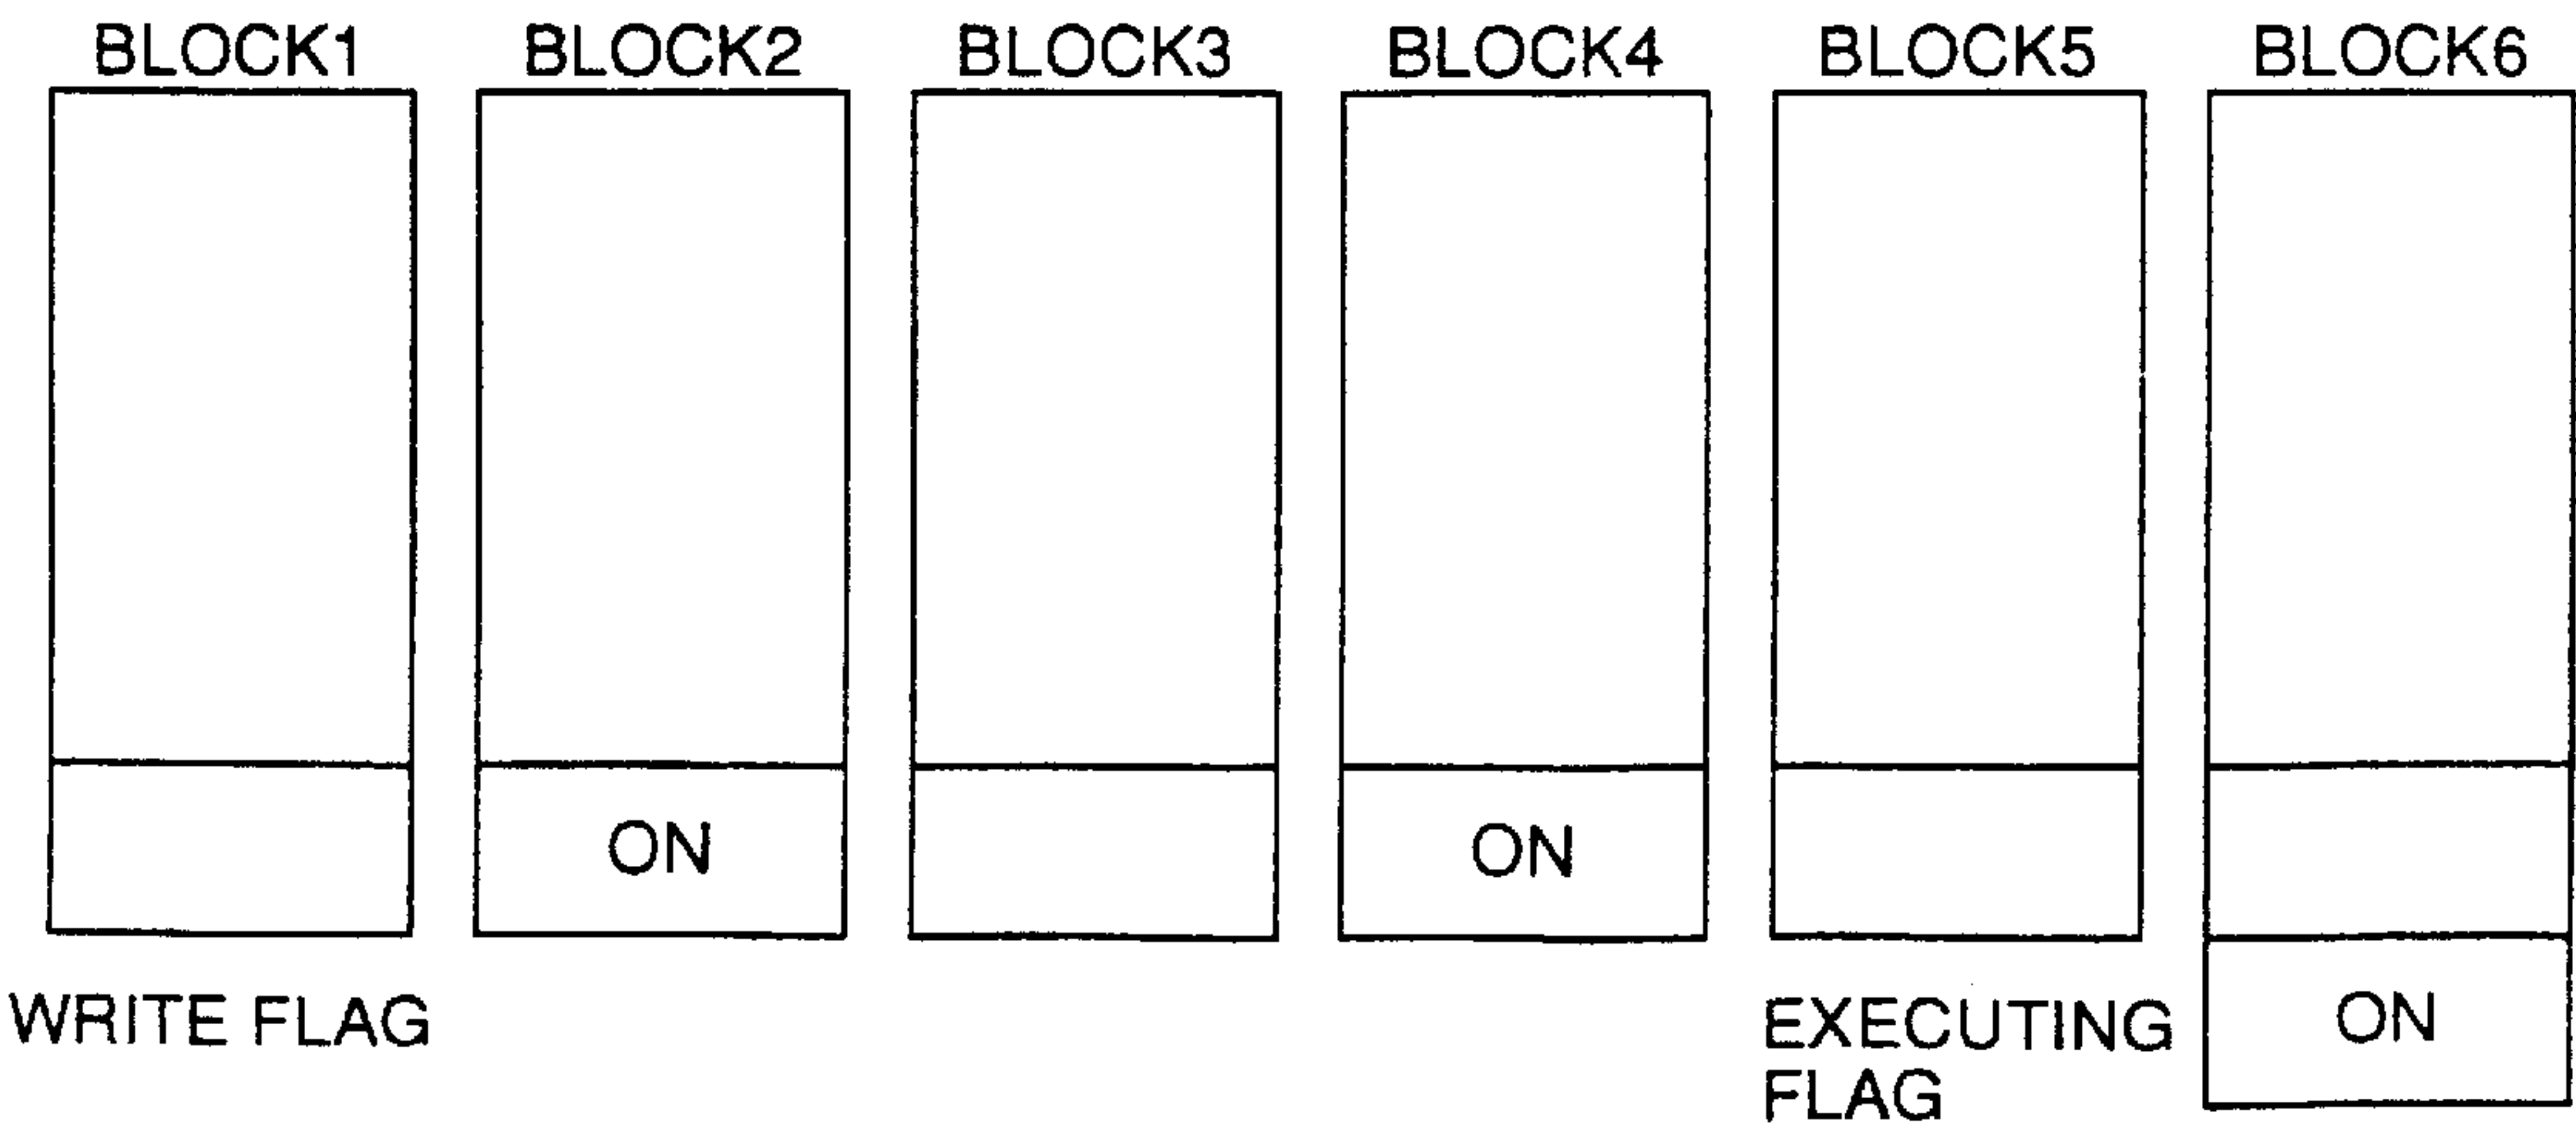 BLOCK1 BLOCK2 BLOCK3 BLOCK4 BLOCK5 BLOCK6
ON ON
WRITE FLAG
EXECUTING
FLAG
ON